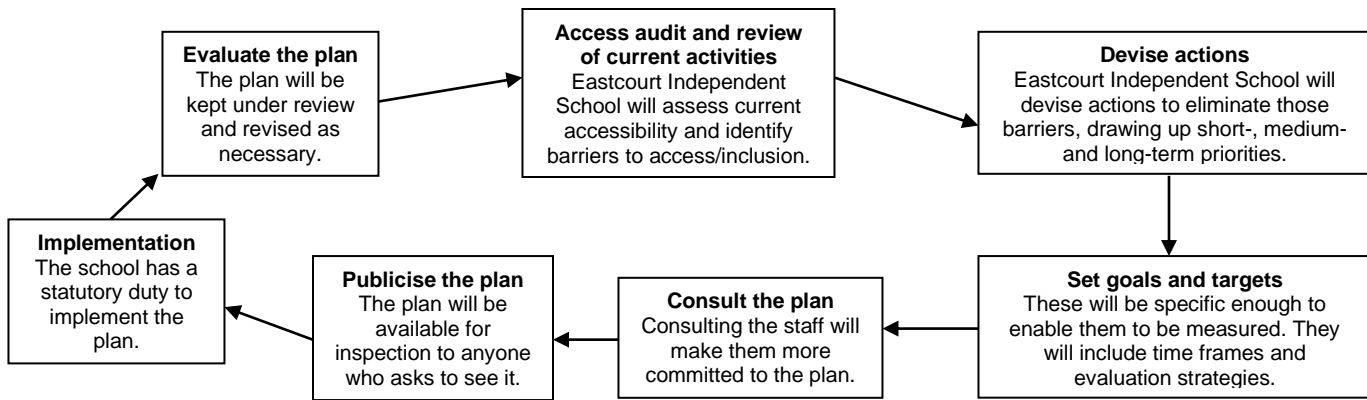 Evaluate the plan
The plan will be
kept under review
and revised as
necessary.
Access audit and review
of current activities
Eastcourt Independent
School will assess current
accessibility and identify
barriers to access/inclusion.
Devise actions
Eastcourt Independent School will
devise actions to eliminate those
barriers, drawing up short-, medium-
and long-term priorities.
Set goals and targets
These will be specific enough to
enable them to be measured. They
will include time frames and
evaluation strategies.
Consult the plan
Consulting the staff will
make them more
committed to the plan.
Publicise the plan
The plan will be
available for
inspection to anyone
who asks to see it.
Implementation
The school has a
statutory duty to
implement the
plan.